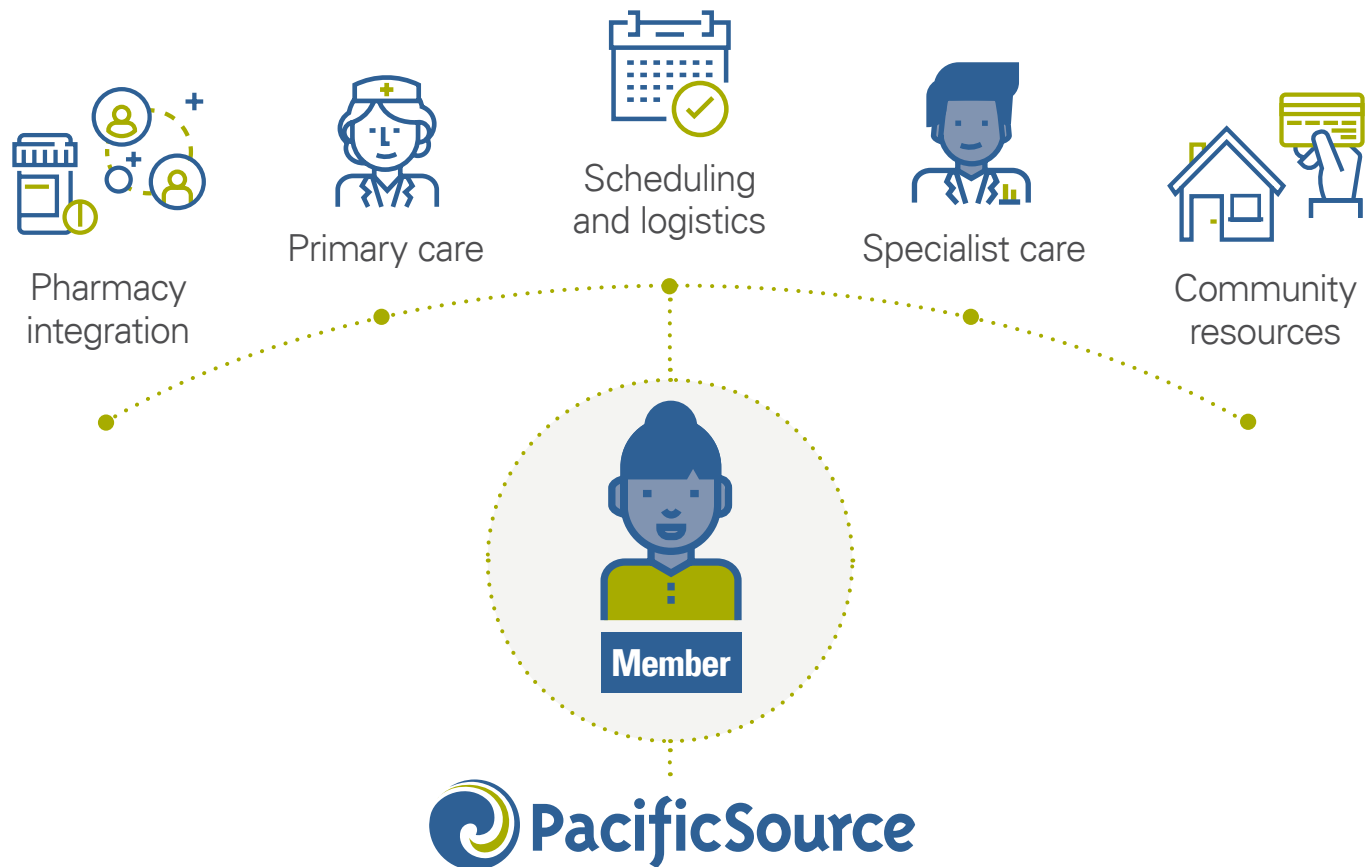 Pharmacy
integration
Primary care
Scheduling
and logistics
Specialist care
Community
resources
Member
PacificSource